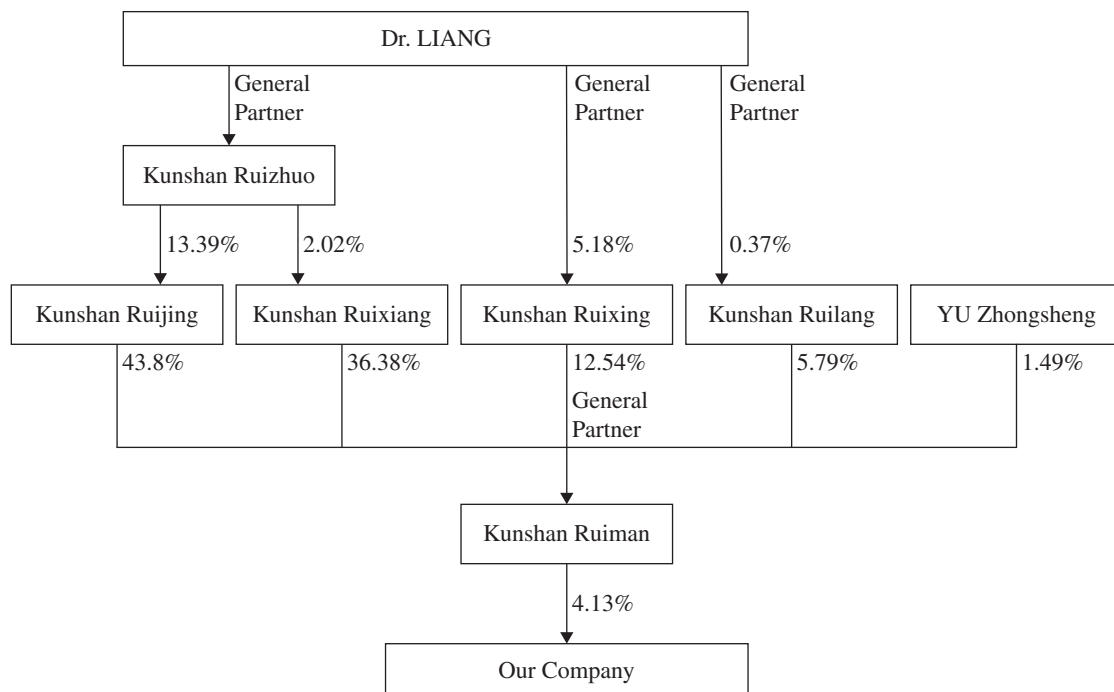 Dr. LIANG
General
Partner
General
Partner
General
Partner
Kunshan Ruizhuo
13.39%
2.02%
5.18%
0.37%
Kunshan Ruijing
Kunshan Ruixiang
Kunshan Ruixing
Kunshan Ruilang
YU Zhongsheng
43.8%
36.38%
12.54%
5.79%
1.49%
General
Partner
Kunshan Ruiman
4.13%
Our Company